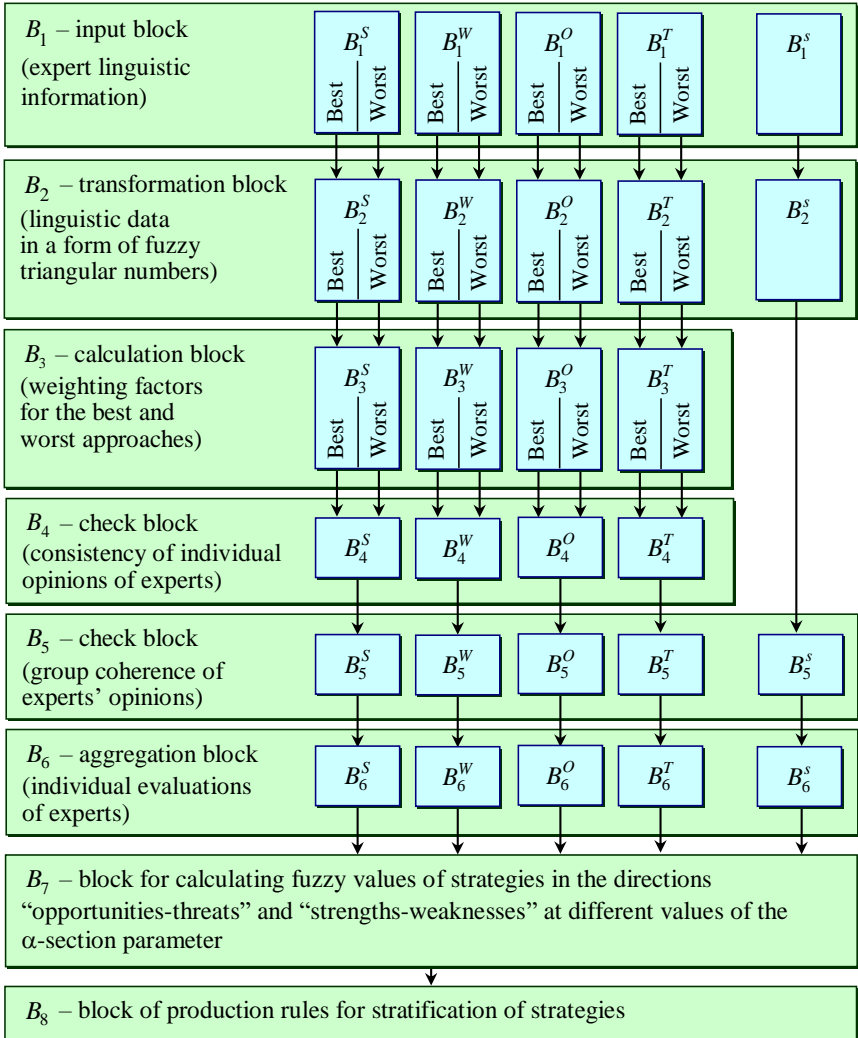 B₁ – input block
(expert linguistic
information)
B₁ˢ B₁ᵂ B₁ᴼ B₁ᵀ B₁ˢ
Best Worst Best Worst Best Worst Best Worst
B₂ – transformation block
(linguistic data
in a form of fuzzy
triangular numbers)
B₂ˢ B₂ᵂ B₂ᴼ B₂ᵀ B₂ˢ
Best Worst Best Worst Best Worst Best Worst
B₃ – calculation block
(weighting factors
for the best and
worst approaches)
B₃ˢ B₃ᵂ B₃ᴼ B₃ᵀ
Best Worst Best Worst Best Worst Best Worst
B₄ – check block
(consistency of individual
opinions of experts)
B₄ˢ B₄ᵂ B₄ᴼ B₄ᵀ
B₅ – check block
(group coherence of
experts’ opinions)
B₅ˢ B₅ᵂ B₅ᴼ B₅ᵀ B₅ˢ
B₆ – aggregation block
(individual evaluations
of experts)
B₆ˢ B₆ᵂ B₆ᴼ B₆ᵀ B₆ˢ
B₇ – block for calculating fuzzy values of strategies in the directions
“opportunities-threats” and “strengths-weaknesses” at different values of the
α-section parameter
B₈ – block of production rules for stratification of strategies